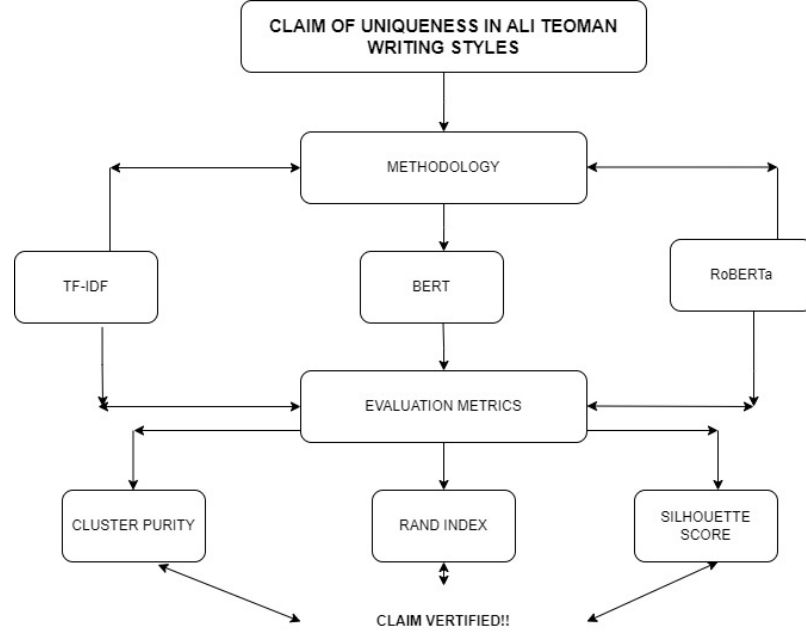 CLAIM OF UNIQUENESS IN ALI TEOMAN
WRITING STYLES
METHODOLOGY
TF-IDF
BERT
RoBERTa
EVALUATION METRICS
CLUSTER PURITY
RAND INDEX
SILHOUETTE
SCORE
CLAIM VERTIFIED!!